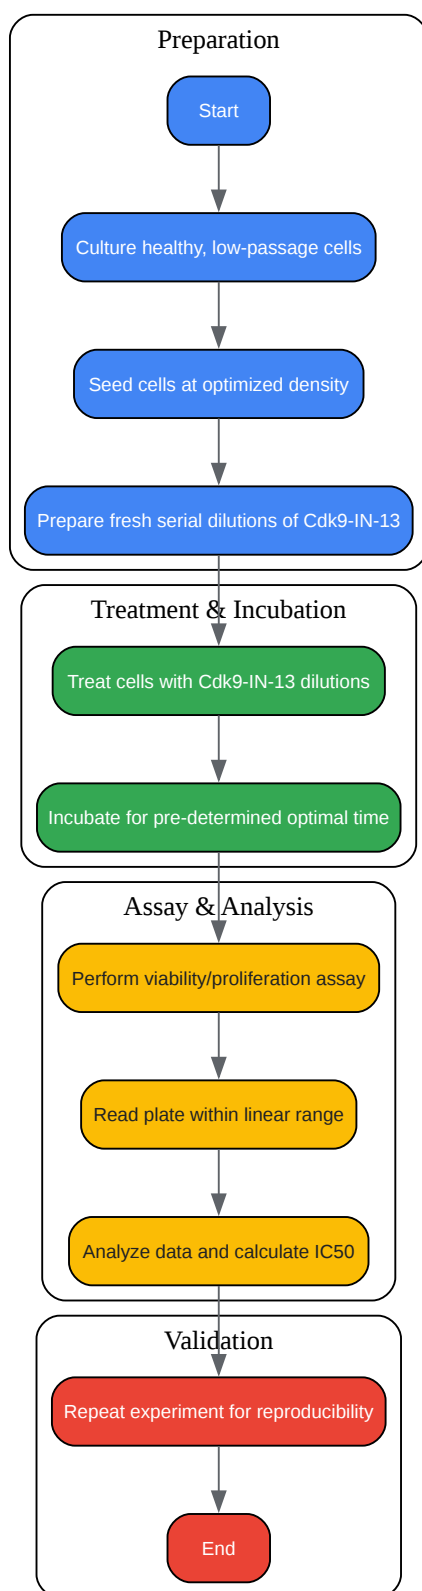 Preparation
Start
Culture healthy, low-passage cells
Seed cells at optimized density
Prepare fresh serial dilutions of Cdk9-IN-13
Treatment & Incubation
Treat cells with Cdk9-IN-13 dilutions
Incubate for pre-determined optimal time
Assay & Analysis
Perform viability/proliferation assay
Read plate within linear range
Analyze data and calculate IC50
Validation
Repeat experiment for reproducibility
End